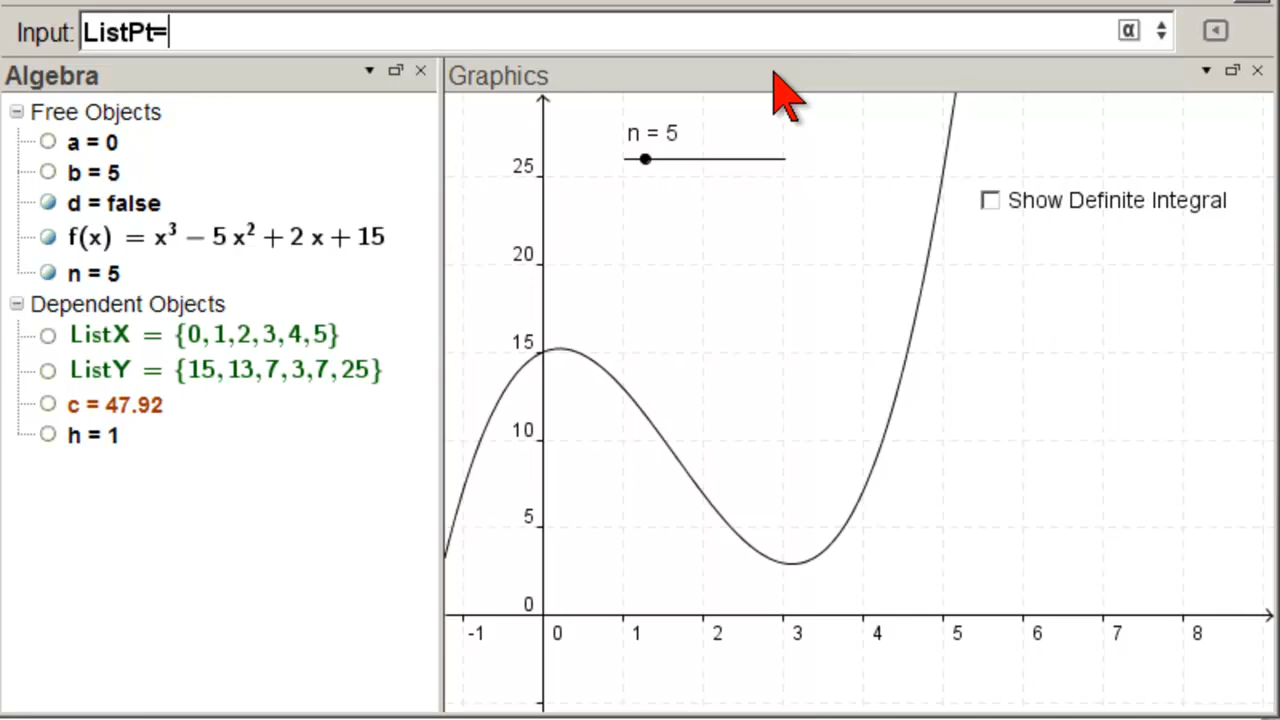 Input: ListPt=
α
Algebra
Graphics
Free Objects
a = 0
b = 5
d = false
f(x) = x³ − 5 x² + 2 x + 15
n = 5
Dependent Objects
ListX = {0, 1, 2, 3, 4, 5}
ListY = {15, 13, 7, 3, 7, 25}
c = 47.92
h = 1
n = 5
Show Definite Integral
25
20
15
10
5
0
-1 0 1 2 3 4 5 6 7 8